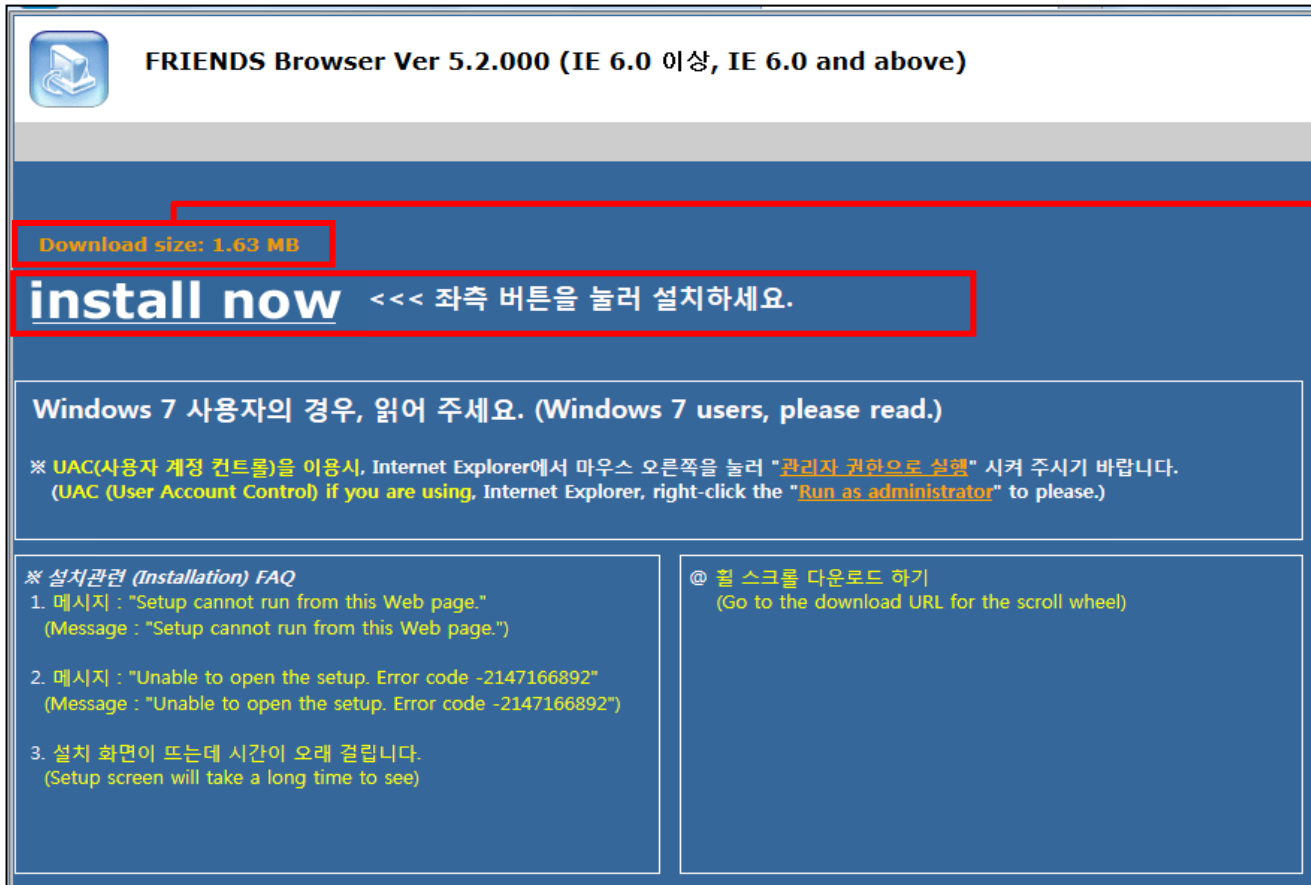 FRIENDS Browser Ver 5.2.000 (IE 6.0 이상, IE 6.0 and above)
Download size: 1.63 MB
install now <<< 좌측 버튼을 눌러 설치하세요.
Windows 7 사용자의 경우, 읽어 주세요. (Windows 7 users, please read.)
※ UAC(사용자 계정 컨트롤)을 이용시, Internet Explorer에서 마우스 오른쪽을 눌러 "관리자 권한으로 실행" 시켜 주시기 바랍니다.
(UAC (User Account Control) if you are using, Internet Explorer, right-click the "Run as administrator" to please.)
※ 설치관련 (Installation) FAQ
1. 메시지 : "Setup cannot run from this Web page."
(Message : "Setup cannot run from this Web page.")
2. 메시지 : "Unable to open the setup. Error code -2147166892"
(Message : "Unable to open the setup. Error code -2147166892")
3. 설치 화면이 뜨는데 시간이 오래 걸립니다.
(Setup screen will take a long time to see)
@ 휠 스크롤 다운로드 하기
(Go to the download URL for the scroll wheel)